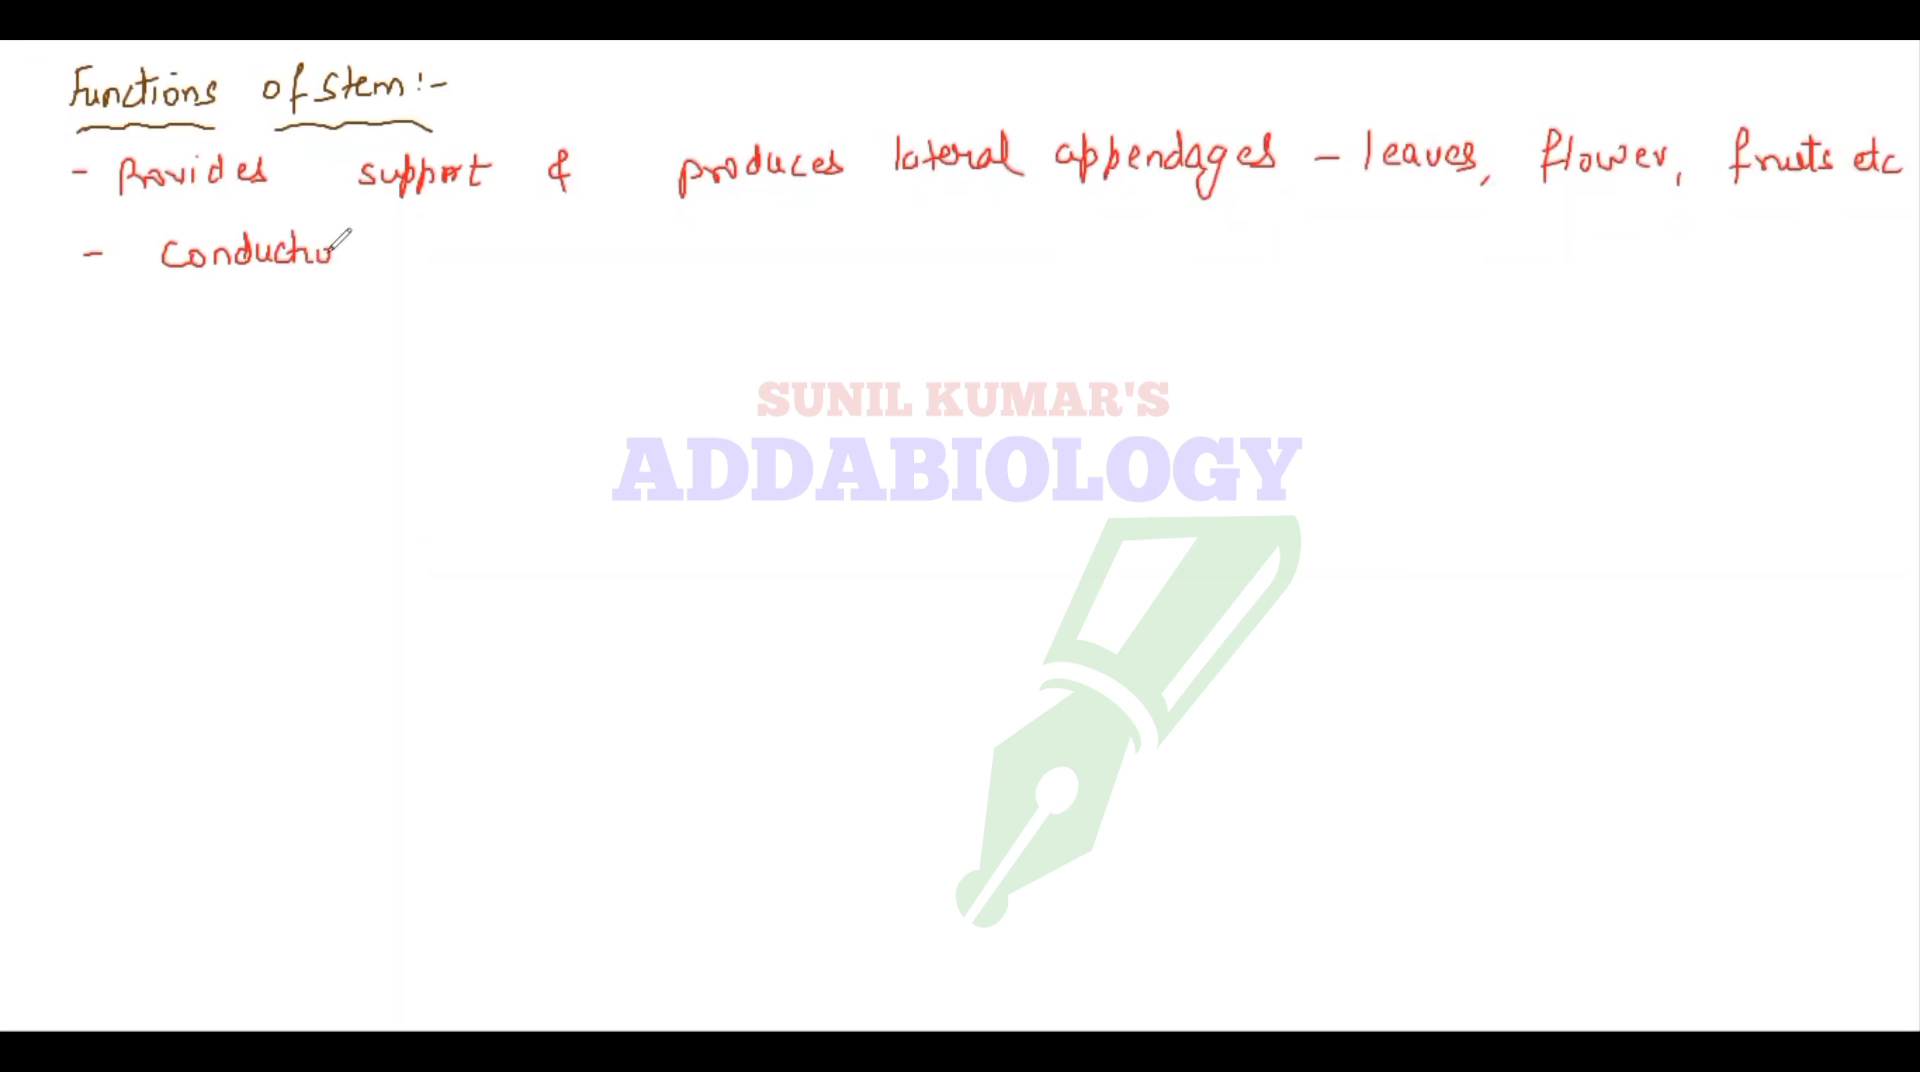 Functions of stem:-
- Provides support & produces lateral appendages - leaves, flower, fruits etc
- Conductio
SUNIL KUMAR'S
ADDABIOLOGY